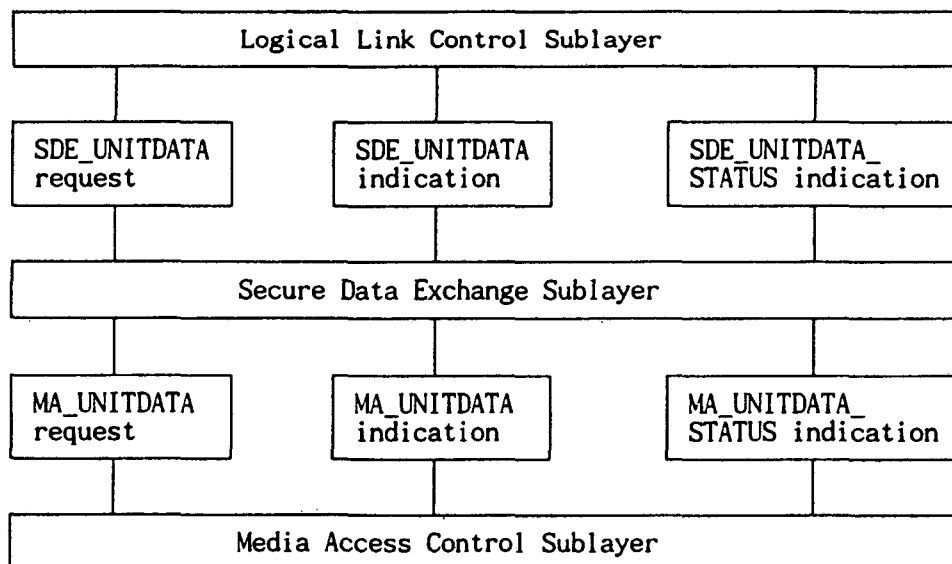 Logical Link Control Sublayer
SDE_UNITDATA
request
SDE_UNITDATA
indication
SDE_UNITDATA_
STATUS indication
Secure Data Exchange Sublayer
MA_UNITDATA
request
MA_UNITDATA
indication
MA_UNITDATA_
STATUS indication
Media Access Control Sublayer